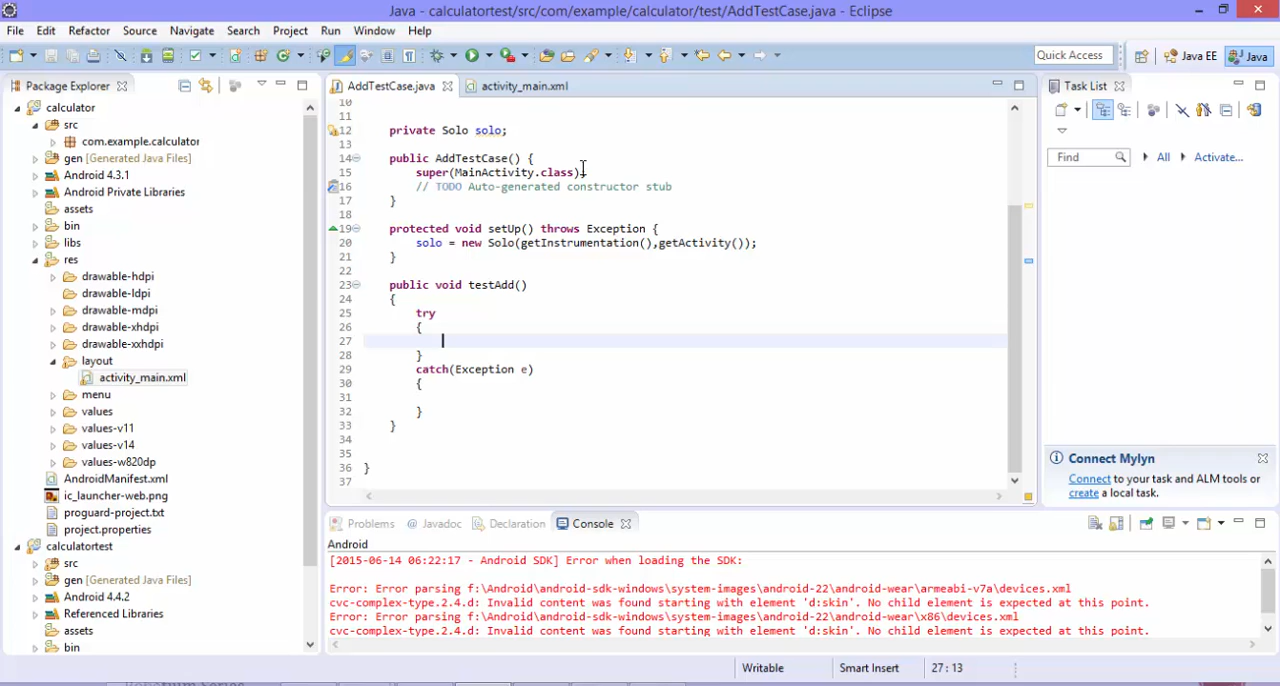 Java - calculatortest/src/com/example/calculator/test/AddTestCase.java - Eclipse
File Edit Refactor Source Navigate Search Project Run Window Help
Quick Access Java EE Java
Package Explorer
calculator
src
com.example.calculator
gen [Generated Java Files]
Android 4.3.1
Android Private Libraries
assets
bin
libs
res
drawable-hdpi
drawable-ldpi
drawable-mdpi
drawable-xhdpi
drawable-xxhdpi
layout
activity_main.xml
menu
values
values-v11
values-v14
values-w820dp
AndroidManifest.xml
ic_launcher-web.png
proguard-project.txt
project.properties
calculatortest
src
gen [Generated Java Files]
Android 4.4.2
Referenced Libraries
assets
bin
AddTestCase.java activity_main.xml
10
11
12 private Solo solo;
13
14 public AddTestCase() {
15 super(MainActivity.class);
16 // TODO Auto-generated constructor stub
17 }
18
19 protected void setUp() throws Exception {
20 solo = new Solo(getInstrumentation(),getActivity());
21 }
22
23 public void testAdd()
24 {
25 try
26 {
27
28 }
29 catch(Exception e)
30 {
31
32 }
33 }
34
35
36 }
37
Task List
Find All Activate...
Connect Mylyn
Connect to your task and ALM tools or
create a local task.
Problems @ Javadoc Declaration Console
Android
[2015-06-14 06:22:17 - Android SDK] Error when loading the SDK:
Error: Error parsing f:\Android\android-sdk-windows\system-images\android-22\android-wear\armeabi-v7a\devices.xml
cvc-complex-type.2.4.d: Invalid content was found starting with element 'd:skin'. No child element is expected at this point.
Error: Error parsing f:\Android\android-sdk-windows\system-images\android-22\android-wear\x86\devices.xml
cvc-complex-type.2.4.d: Invalid content was found starting with element 'd:skin'. No child element is expected at this point.
Writable Smart Insert 27 : 13